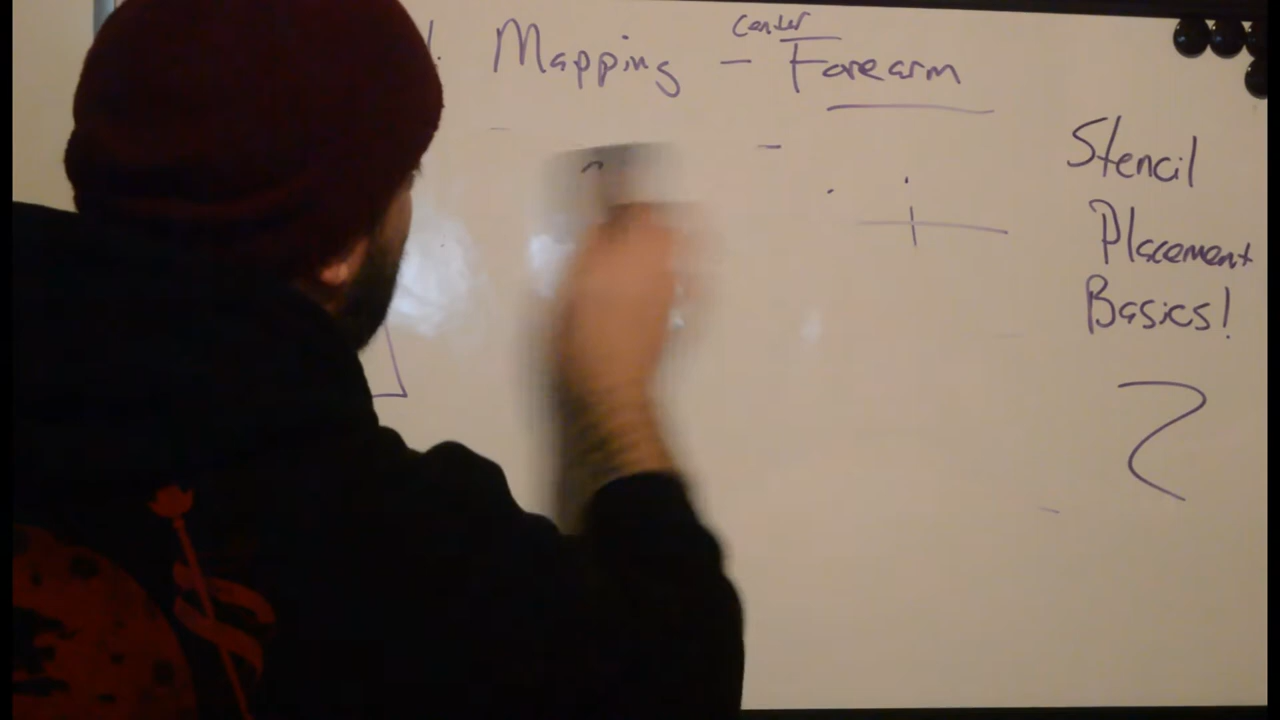 Center
Mapping - Forearm
Stencil
Placement
Basics!